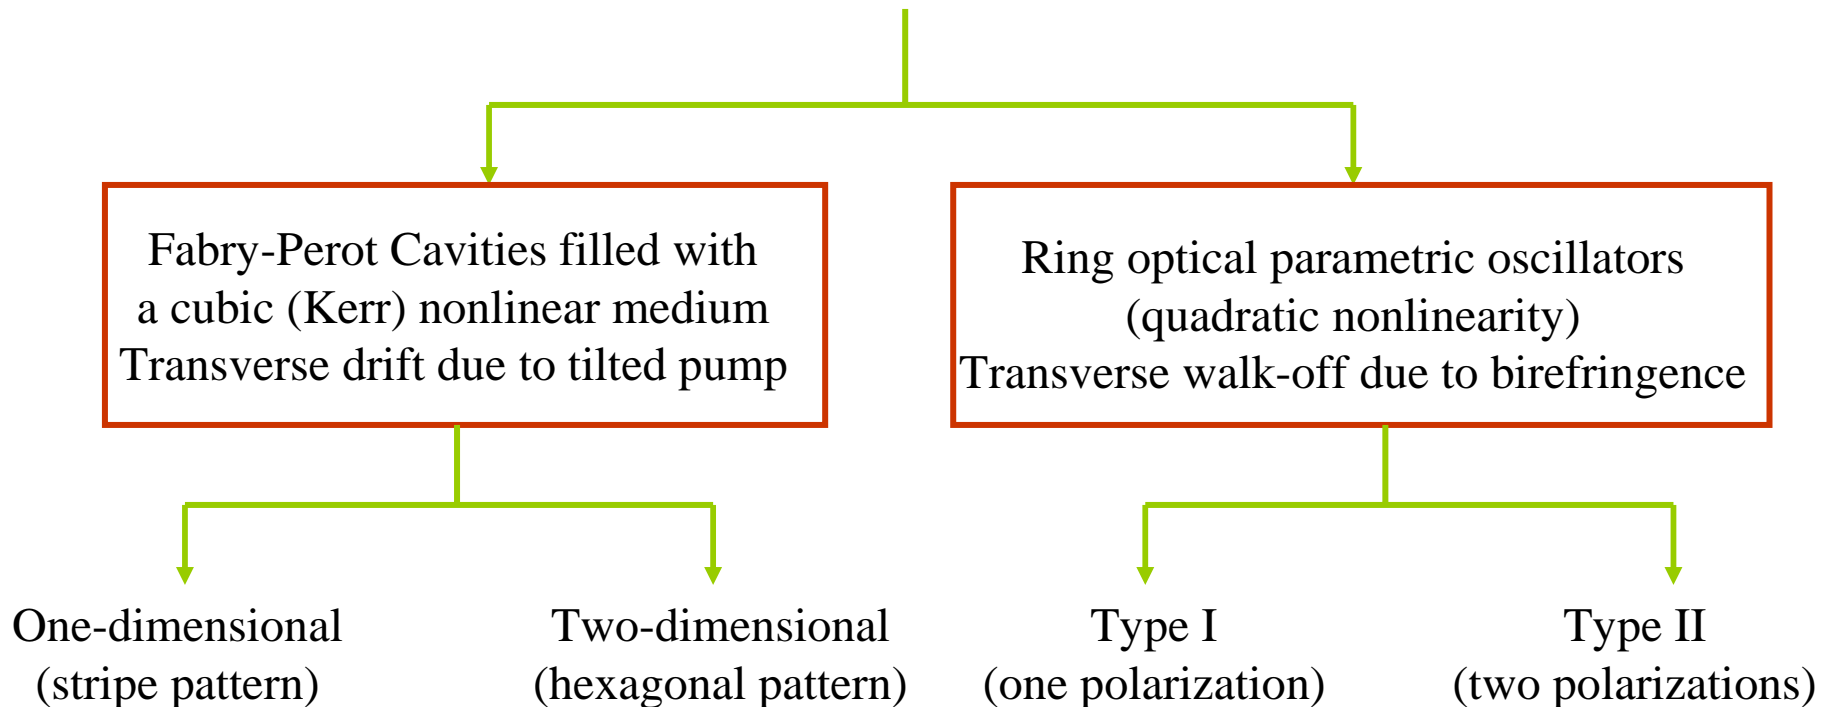 Fabry-Perot Cavities filled with
a cubic (Kerr) nonlinear medium
Transverse drift due to tilted pump
Ring optical parametric oscillators
(quadratic nonlinearity)
Transverse walk-off due to birefringence
One-dimensional
(stripe pattern)
Two-dimensional
(hexagonal pattern)
Type I
(one polarization)
Type II
(two polarizations)